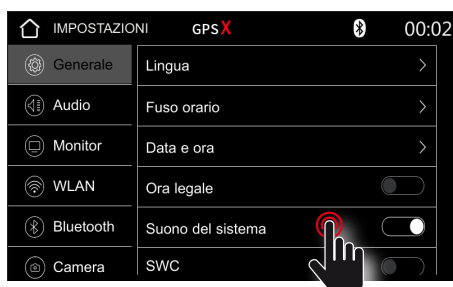 IMPOSTAZIONI GPSX 00:02
Generale
Audio
Monitor
WLAN
Bluetooth
Camera
Lingua
Fuso orario
Data e ora
Ora legale
Suono del sistema
SWC